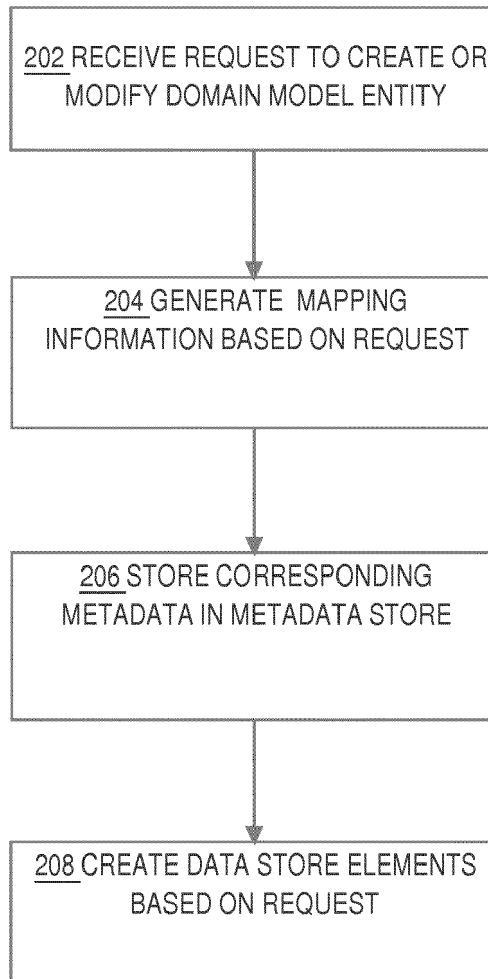 202 RECEIVE REQUEST TO CREATE OR
MODIFY DOMAIN MODEL ENTITY
204 GENERATE MAPPING
INFORMATION BASED ON REQUEST
206 STORE CORRESPONDING
METADATA IN METADATA STORE
208 CREATE DATA STORE ELEMENTS
BASED ON REQUEST